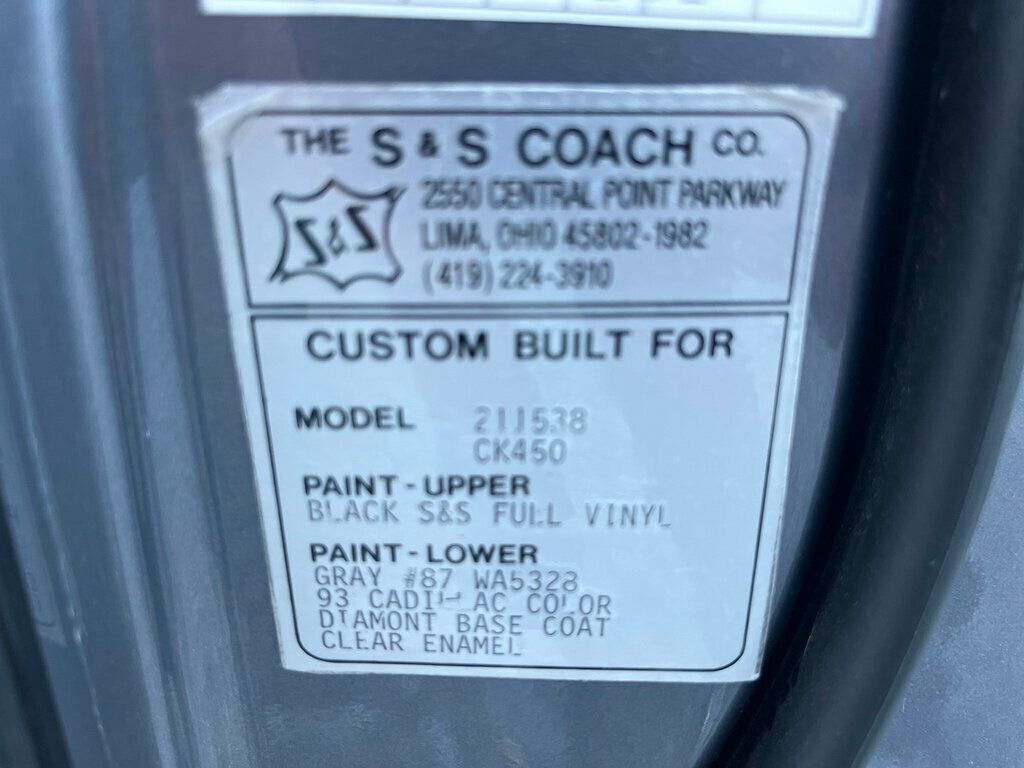 THE S & S COACH CO.
2550 CENTRAL POINT PARKWAY
S&S
LIMA, OHIO 45802-1982
(419) 224-3910
CUSTOM BUILT FOR
MODEL 211538
CK450
PAINT-UPPER
BLACK S&S FULL VINYL
PAINT-LOWER
GRAY #87 WA5328
93 CADILLAC COLOR
DIAMONT BASE COAT
CLEAR ENAMEL